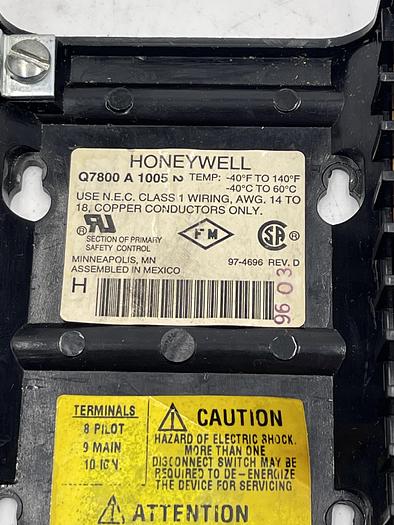 HONEYWELL
Q7800 A 1005 2 TEMP: -40°F TO 140°F
-40°C TO 60°C
USE N.E.C. CLASS 1 WIRING, AWG. 14 TO
18, COPPER CONDUCTORS ONLY.
SECTION OF PRIMARY
SAFETY CONTROL
FM
MINNEAPOLIS, MN
ASSEMBLED IN MEXICO
97-4696 REV. D
H
96 03
TERMINALS
8 PILOT
9 MAIN
10 IGN
CAUTION
HAZARD OF ELECTRIC SHOCK.
MORE THAN ONE
DISCONNECT SWITCH MAY BE
REQUIRED TO DE-ENERGIZE
THE DEVICE FOR SERVICING
ATTENTION